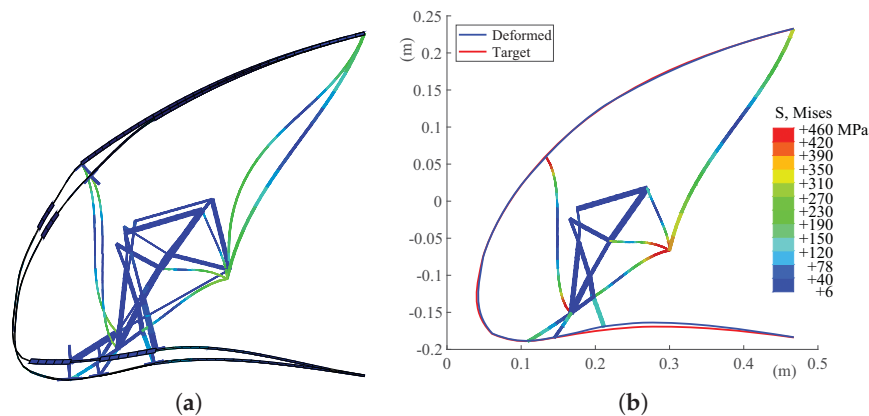 0.25
(m)
0.2
0.15
0.1
0.05
0
-0.05
-0.1
-0.15
-0.2
Deformed
Target
S, Mises
+460 MPa
+420
+390
+350
+310
+270
+230
+190
+150
+120
+78
+40
+6
0 0.1 0.2 0.3 0.4 0.5
(m)
(a) (b)